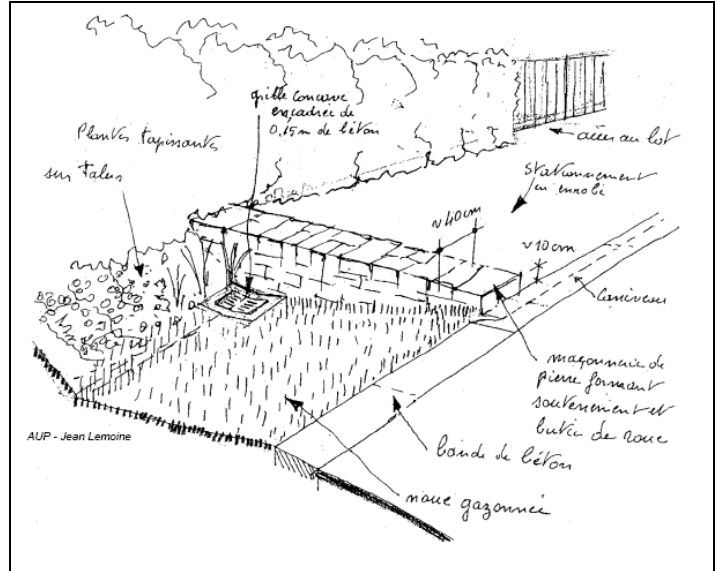 grille concave
encadrée de
0,15 m de béton
Plantes tapissantes
sur talus
accès au lot
stationnement
en enrobé
~40cm
~10cm
Caniveau
maçonnerie de
pierre formant
soutènement et
butée de roue
bande de béton
noue gazonnée
AUP - Jean Lemoine